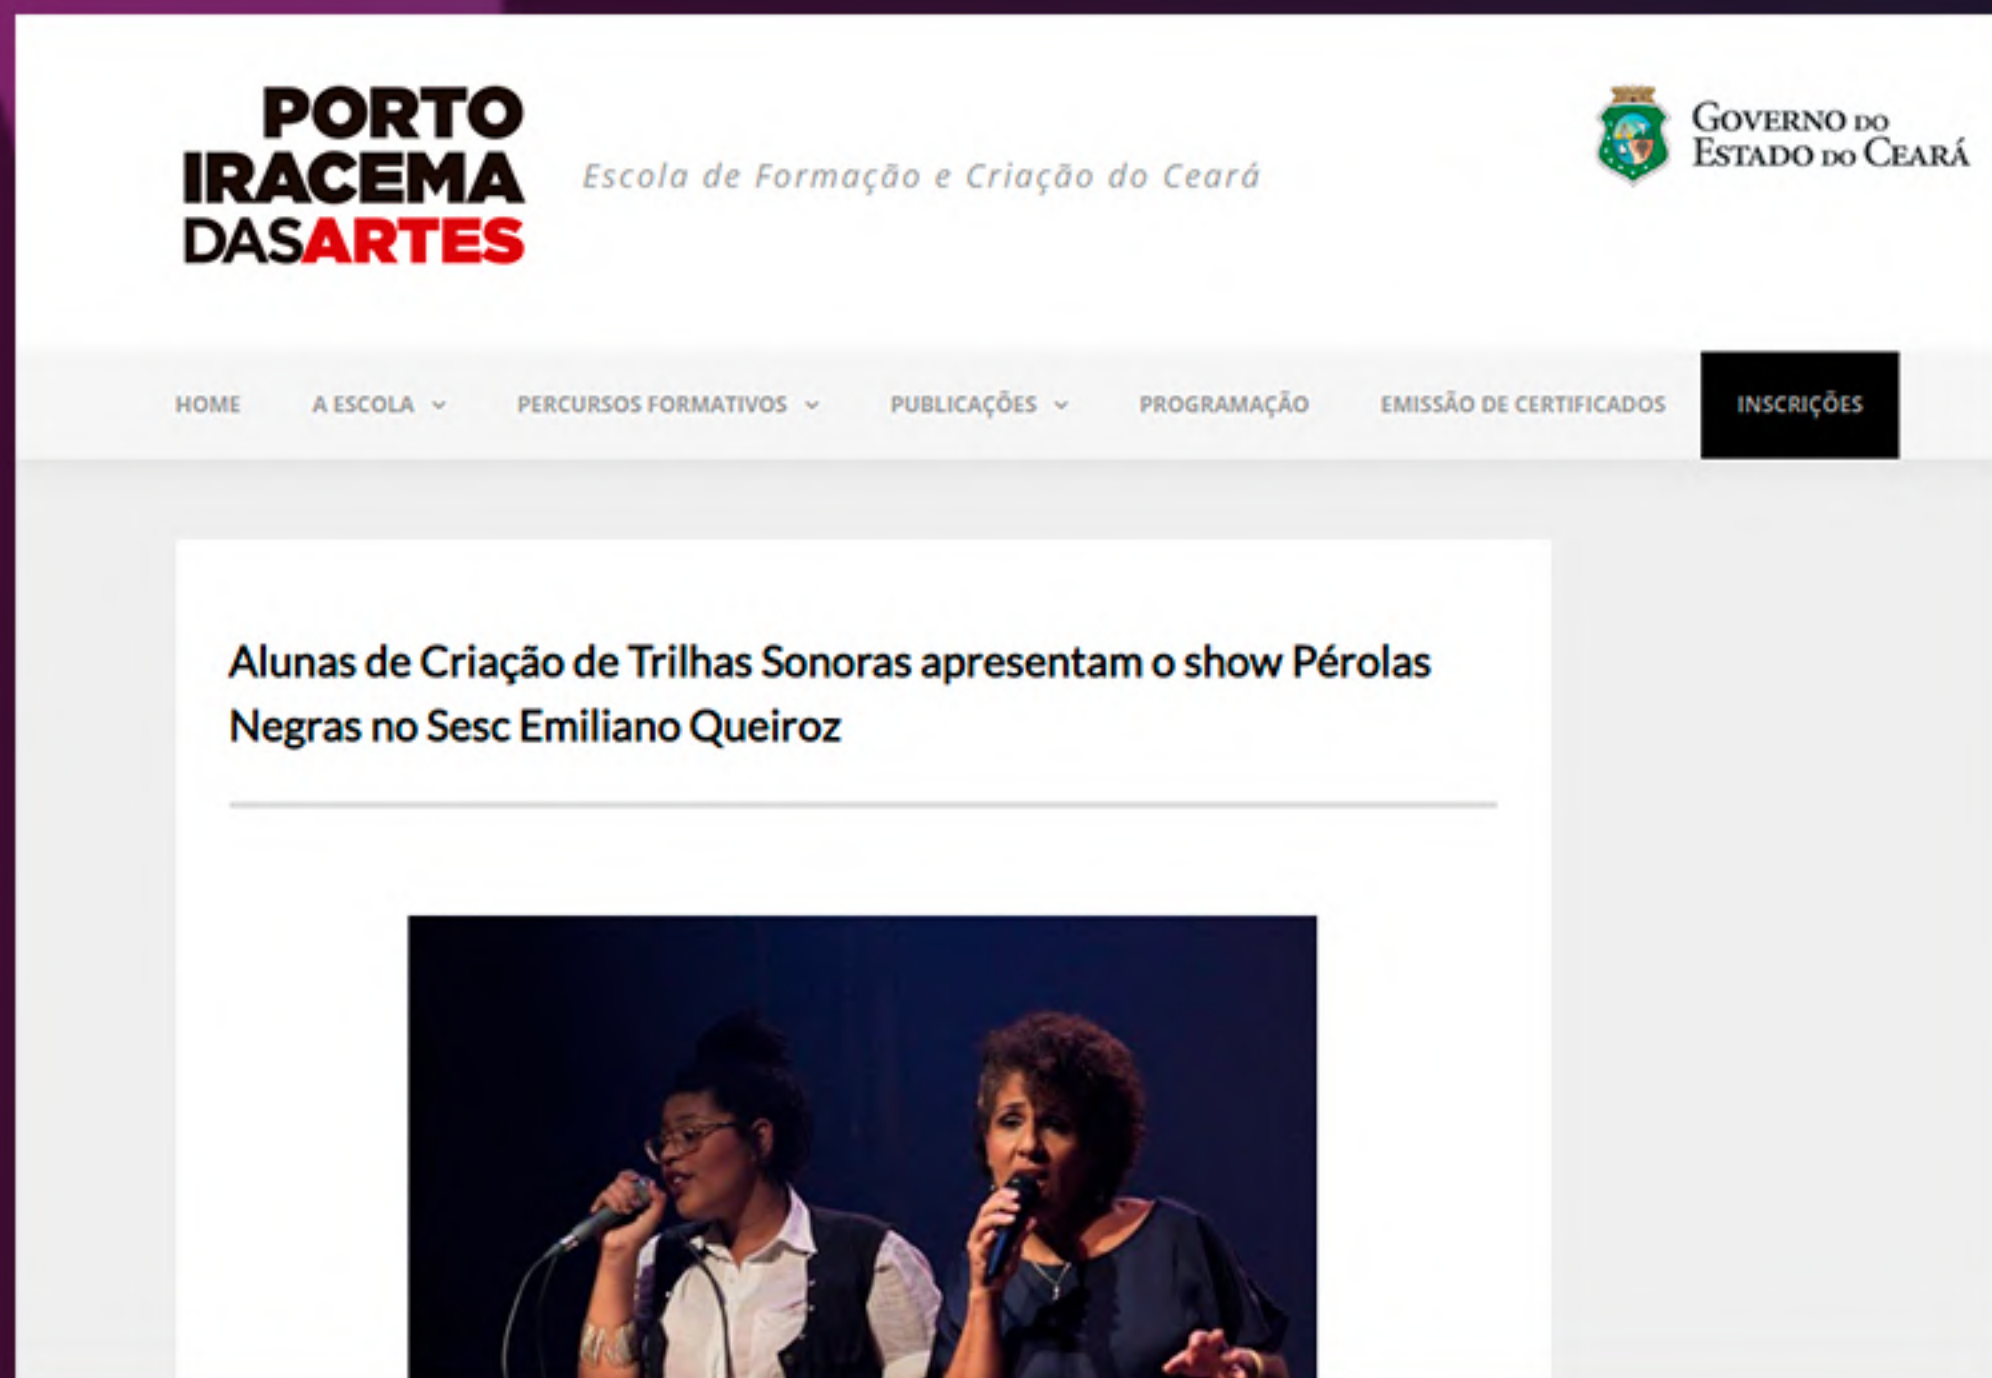 PORTO
IRACEMA
DASARTES
Escola de Formação e Criação do Ceará
GOVERNO DO
ESTADO DO CEARÁ
HOME A ESCOLA PERCURSOS FORMATIVOS PUBLICAÇÕES PROGRAMAÇÃO EMISSÃO DE CERTIFICADOS INSCRIÇÕES
Alunas de Criação de Trilhas Sonoras apresentam o show Pérolas
Negras no Sesc Emiliano Queiroz